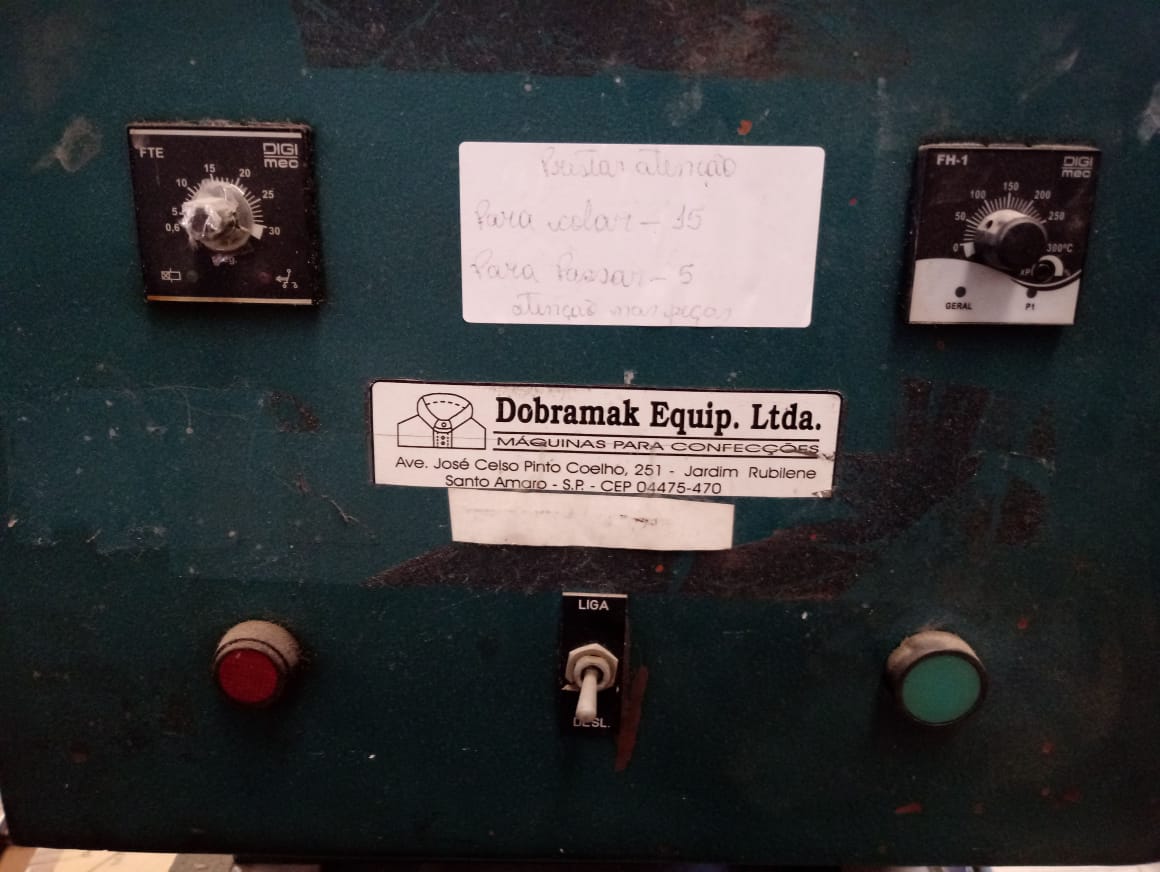 FTE
DIGI
mec
15
10
20
5
25
0,6
30
Prestar atenção
Para colar - 15
Para Passar - 5
atenção nas peças
FH-1
DIGI
mec
150
100
200
50
250
0
300°C
XP
GERAL
P1
Dobramak Equip. Ltda.
MÁQUINAS PARA CONFECÇÕES
Ave. José Celso Pinto Coelho, 251 - Jardim Rubilene
Santo Amaro - S.P. - CEP 04475-470
LIGA
DESL.